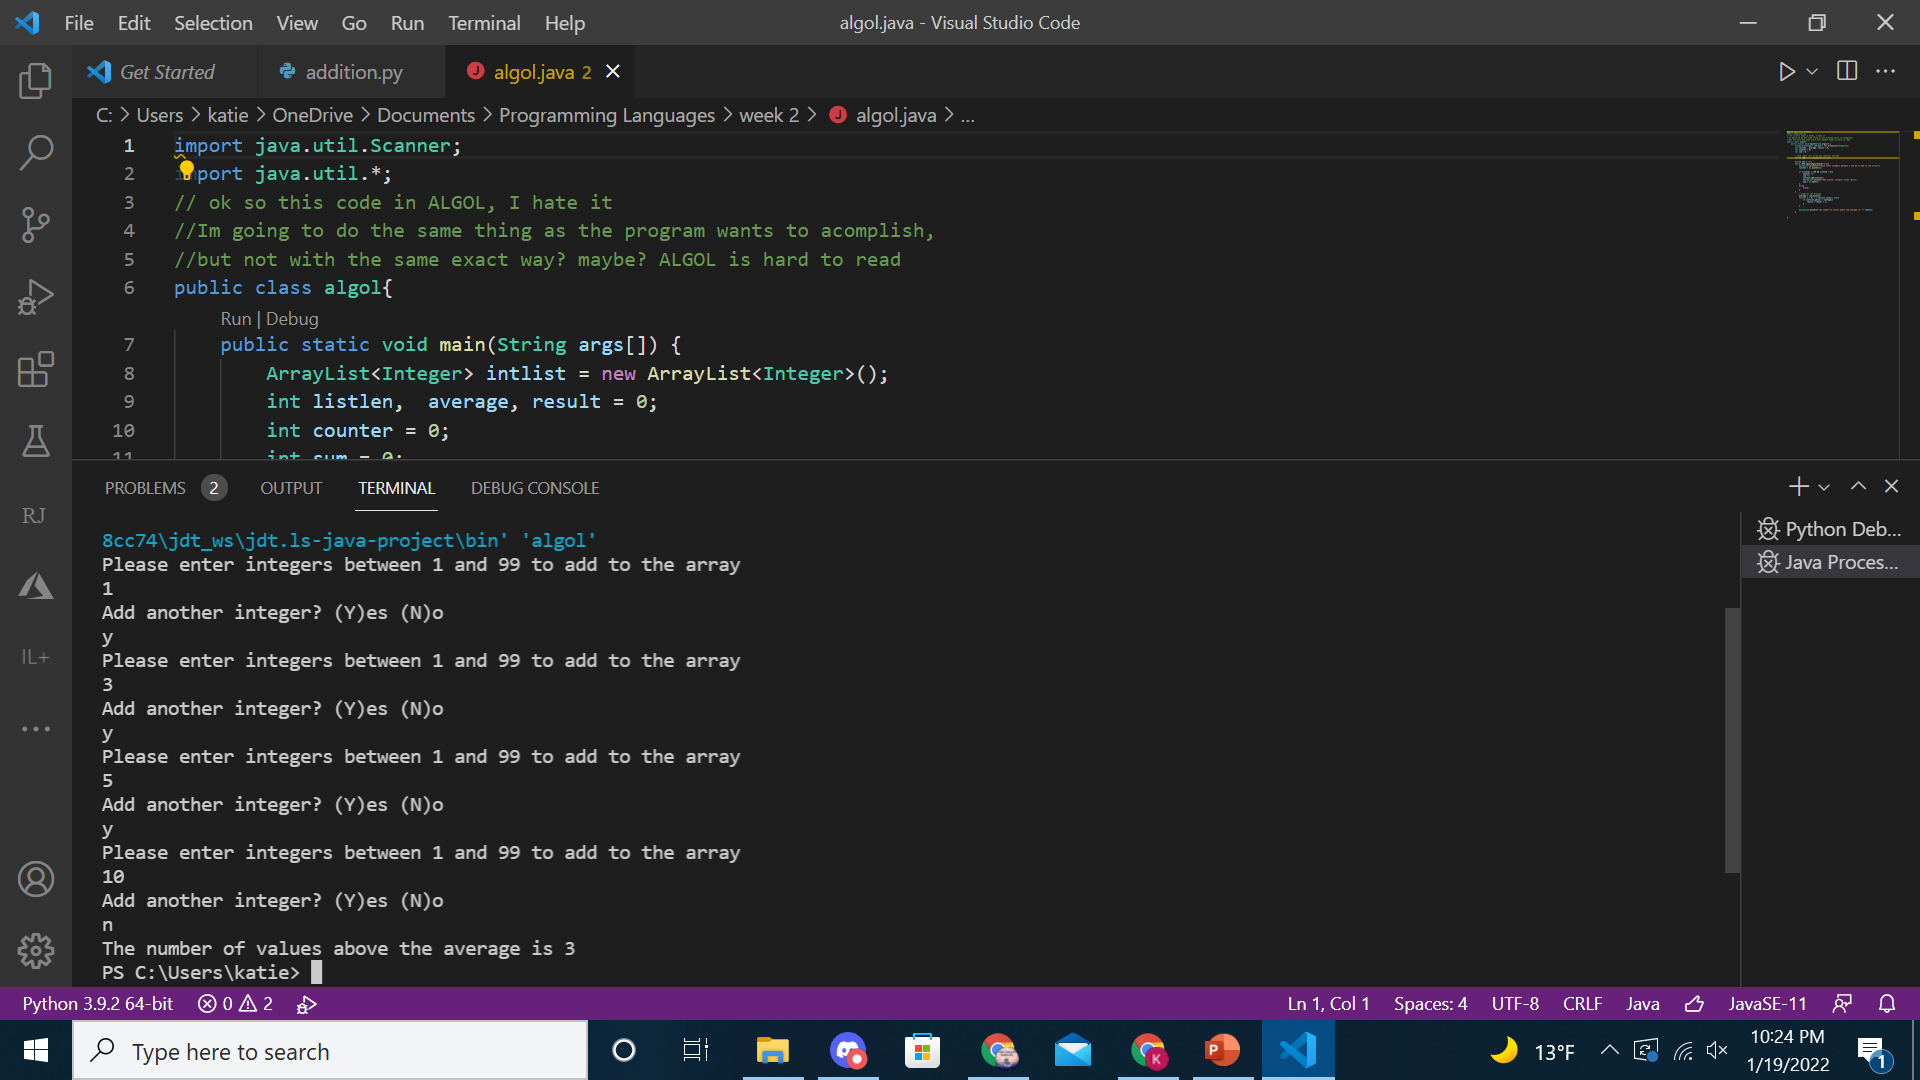 File Edit Selection View Go Run Terminal Help
algol.java - Visual Studio Code
Get Started
addition.py
algol.java 2
C: > Users > katie > OneDrive > Documents > Programming Languages > week 2 > algol.java > ...
1 import java.util.Scanner;
2 import java.util.*;
3 // ok so this code in ALGOL, I hate it
4 //Im going to do the same thing as the program wants to acomplish,
5 //but not with the same exact way? maybe? ALGOL is hard to read
6 public class algol{
Run | Debug
7 public static void main(String args[]) {
8 ArrayList<Integer> intlist = new ArrayList<Integer>();
9 int listlen,  average, result = 0;
10 int counter = 0;
11 int sum = 0;
PROBLEMS 2 OUTPUT TERMINAL DEBUG CONSOLE
8cc74\jdt_ws\jdt.ls-java-project\bin' 'algol'
Please enter integers between 1 and 99 to add to the array
1
Add another integer? (Y)es (N)o
y
Please enter integers between 1 and 99 to add to the array
3
Add another integer? (Y)es (N)o
y
Please enter integers between 1 and 99 to add to the array
5
Add another integer? (Y)es (N)o
y
Please enter integers between 1 and 99 to add to the array
10
Add another integer? (Y)es (N)o
n
The number of values above the average is 3
PS C:\Users\katie>
Python Deb...
Java Proces...
RJ
IL+
Python 3.9.2 64-bit 0 2
Ln 1, Col 1 Spaces: 4 UTF-8 CRLF Java JavaSE-11
Type here to search
K
P
13°F
10:24 PM
1/19/2022
1